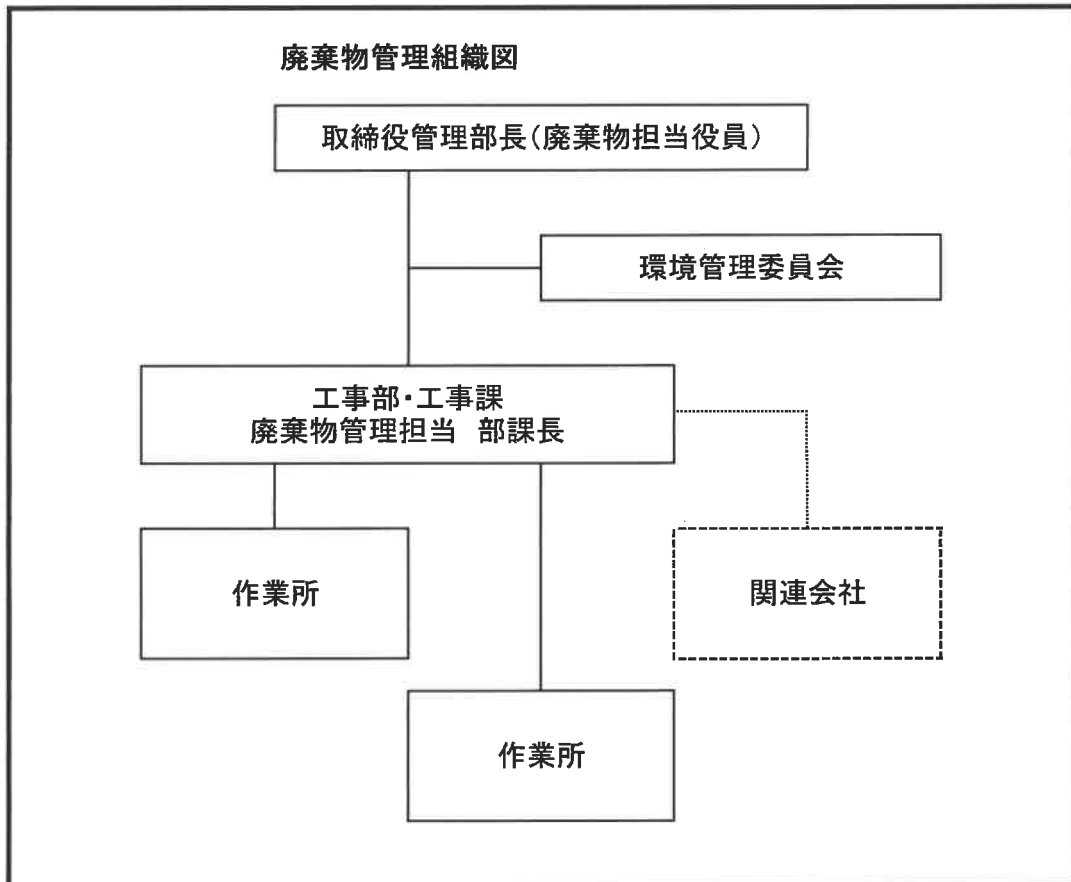 廃棄物管理組織図
取締役管理部長(廃棄物担当役員)
環境管理委員会
工事部・工事課
廃棄物管理担当 部課長
作業所
関連会社
作業所